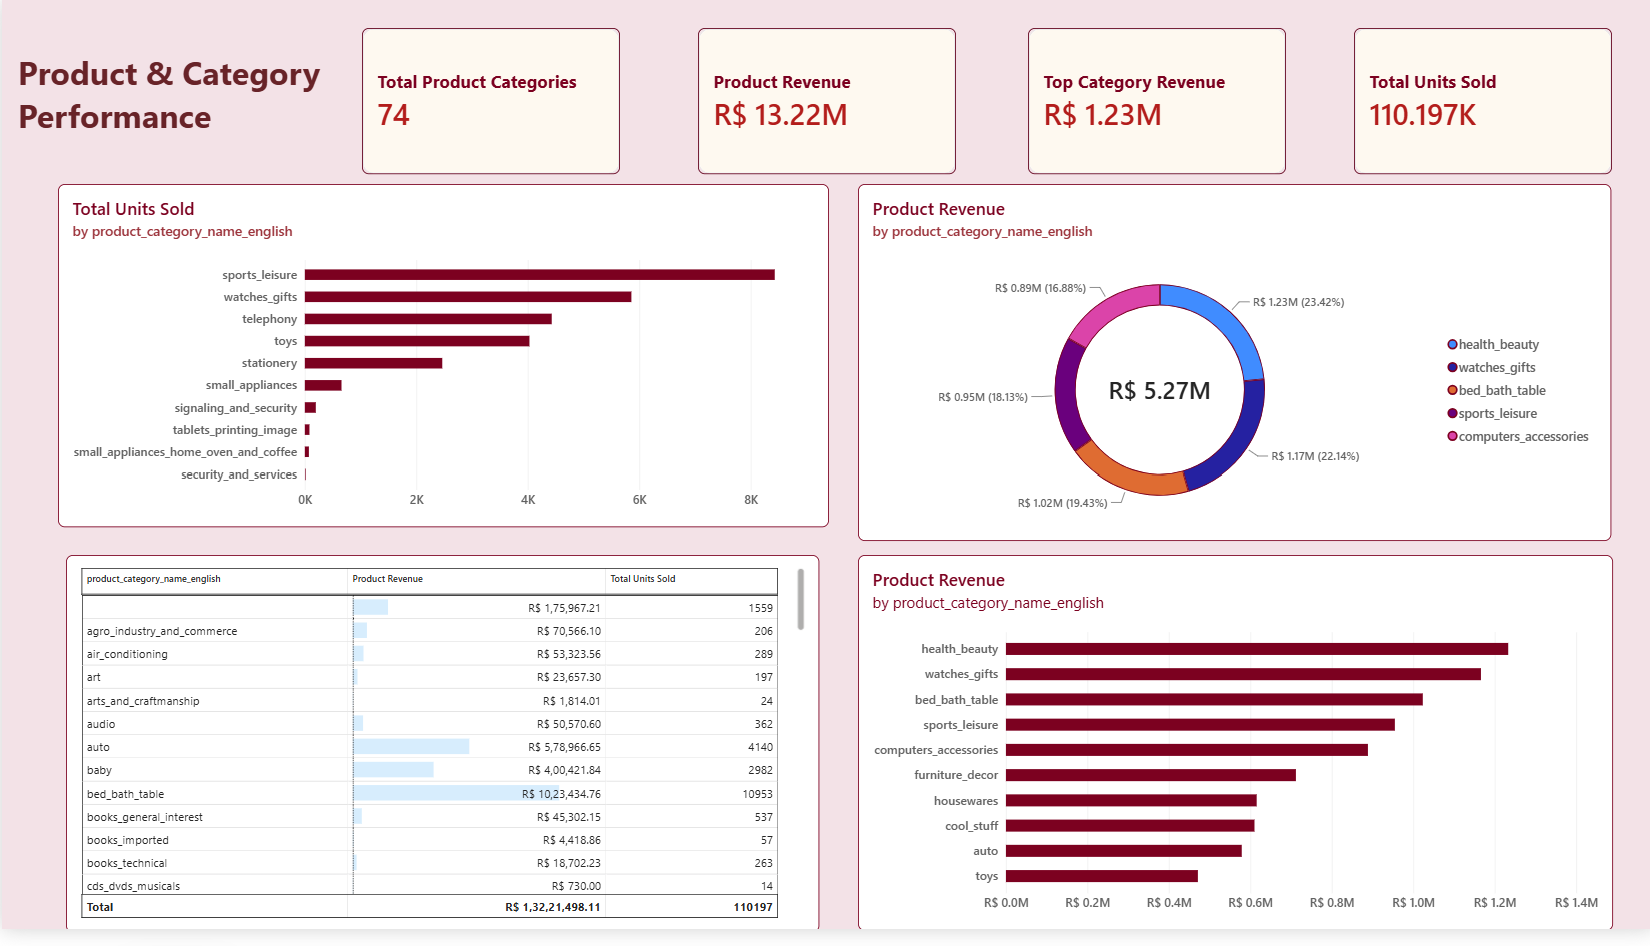 Product & Category
Performance
Total Product Categories
74
Product Revenue
R$ 13.22M
Top Category Revenue
R$ 1.23M
Total Units Sold
110.197K
Total Units Sold
by product_category_name_english
sports_leisure
watches_gifts
telephony
toys
stationery
small_appliances
signaling_and_security
tablets_printing_image
small_appliances_home_oven_and_coffee
security_and_services
0K 2K 4K 6K 8K
Product Revenue
by product_category_name_english
R$ 0.89M (16.88%)
R$ 1.23M (23.42%)
R$ 0.95M (18.13%)
R$ 5.27M
R$ 1.17M (22.14%)
R$ 1.02M (19.43%)
health_beauty
watches_gifts
bed_bath_table
sports_leisure
computers_accessories
product_category_name_english Product Revenue Total Units Sold
R$ 1,75,967.21 1559
agro_industry_and_commerce R$ 70,566.10 206
air_conditioning R$ 53,323.56 289
art R$ 23,657.30 197
arts_and_craftmanship R$ 1,814.01 24
audio R$ 50,570.60 362
auto R$ 5,78,966.65 4140
baby R$ 4,00,421.84 2982
bed_bath_table R$ 10,23,434.76 10953
books_general_interest R$ 45,302.15 537
books_imported R$ 4,418.86 57
books_technical R$ 18,702.23 263
cds_dvds_musicals R$ 730.00 14
Total R$ 1,32,21,498.11 110197
Product Revenue
by product_category_name_english
health_beauty
watches_gifts
bed_bath_table
sports_leisure
computers_accessories
furniture_decor
housewares
cool_stuff
auto
toys
R$ 0.0M R$ 0.2M R$ 0.4M R$ 0.6M R$ 0.8M R$ 1.0M R$ 1.2M R$ 1.4M